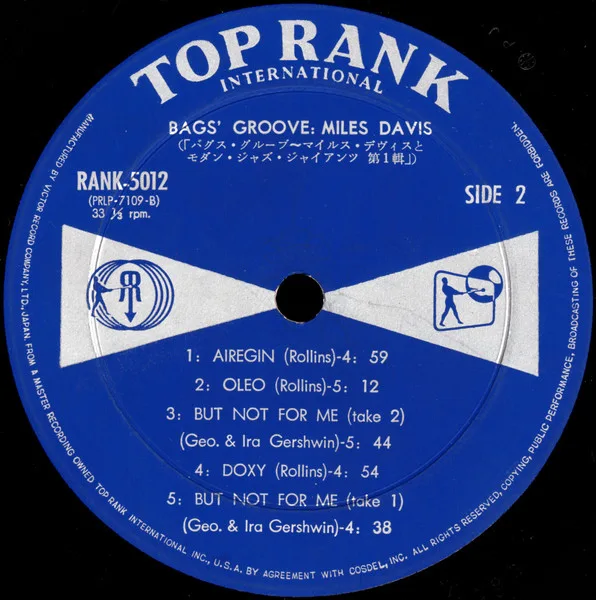 TOP RANK
INTERNATIONAL
BAGS' GROOVE: MILES DAVIS
(「バグス・グルーブ〜マイルス・デヴィスと
モダン・ジャズ・ジャイアンツ 第1輯」)
RANK-5012
(PRLP-7109-B)
33 ⅓ rpm.
SIDE 2
1: AIREGIN (Rollins)-4: 59
2: OLEO (Rollins)-5: 12
3: BUT NOT FOR ME (take 2)
(Geo. & Ira Gershwin)-5: 44
4: DOXY (Rollins)-4: 54
5: BUT NOT FOR ME (take 1)
(Geo. & Ira Gershwin)-4: 38
MANUFACTURED BY VICTOR RECORD COMPANY, LTD., JAPAN. FROM A MASTER RECORDING OWNED TOP RANK INTERNATIONAL INC., U.S.A. BY AGREEMENT WITH COSDEL, INC. ALL RIGHTS RESERVED, COPYING, PUBLIC PERFORMANCE, BROADCASTING OF THESE RECORDS ARE FORBIDDEN.